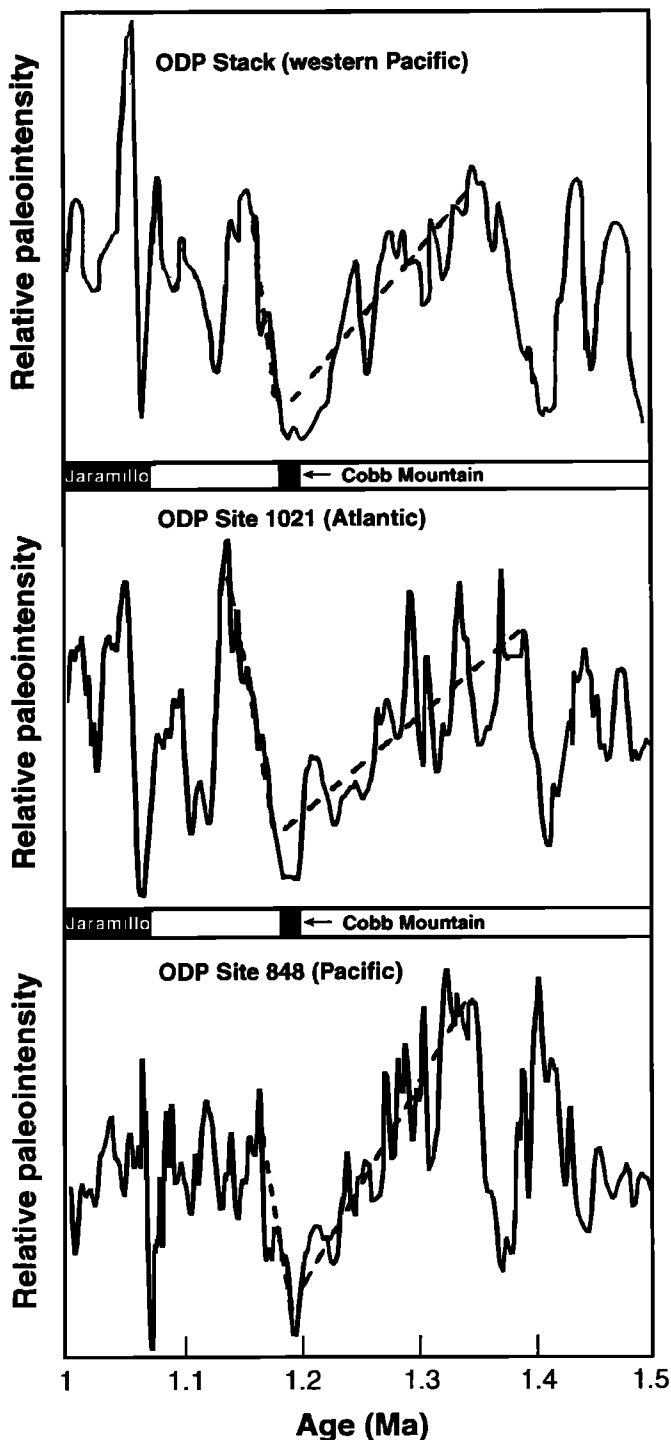 ODP Stack (western Pacific)
Relative paleointensity
Jaramillo
← Cobb Mountain
ODP Site 1021 (Atlantic)
Relative paleointensity
Jaramillo
← Cobb Mountain
ODP Site 848 (Pacific)
Relative paleointensity
1 1.1 1.2 1.3 1.4 1.5
Age (Ma)